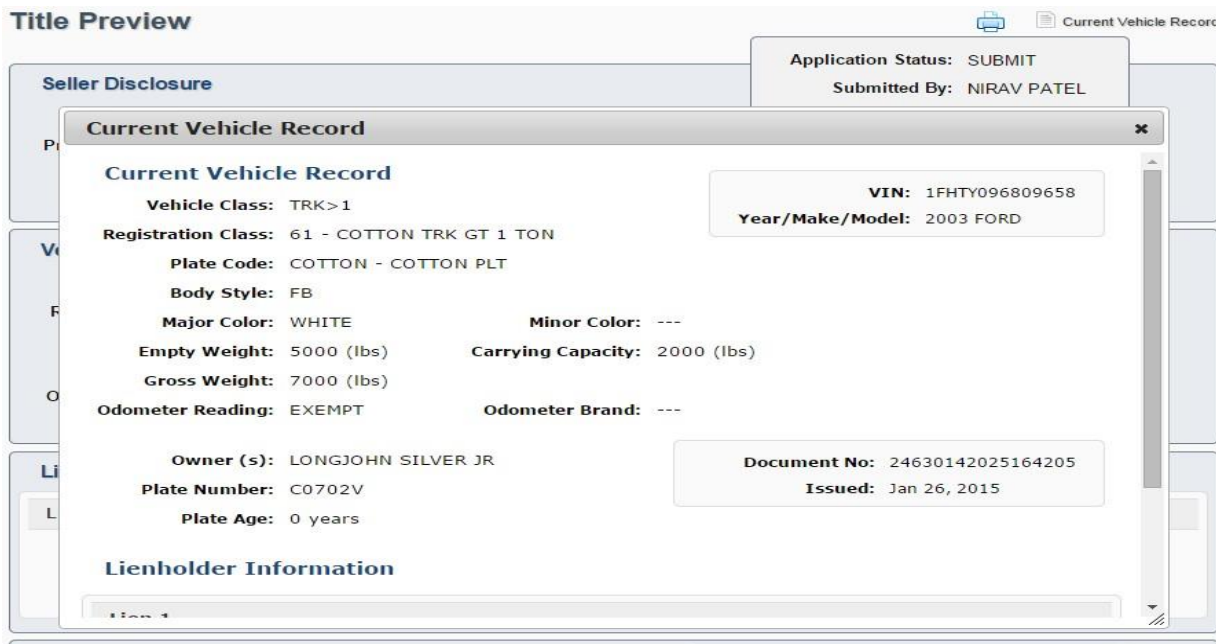 Title Preview
Current Vehicle Record
Application Status: SUBMIT
Seller Disclosure
Submitted By: NIRAV PATEL
Current Vehicle Record
Current Vehicle Record
VIN: 1FHTY096809658
Vehicle Class: TRK>1
Year/Make/Model: 2003 FORD
Registration Class: 61 - COTTON TRK GT 1 TON
Plate Code: COTTON - COTTON PLT
Body Style: FB
Major Color: WHITE Minor Color: ---
Empty Weight: 5000 (lbs) Carrying Capacity: 2000 (lbs)
Gross Weight: 7000 (lbs)
Odometer Reading: EXEMPT Odometer Brand: ---
Owner (s): LONGJOHN SILVER JR
Document No: 24630142025164205
Plate Number: C0702V
Issued: Jan 26, 2015
Plate Age: 0 years
Lienholder Information